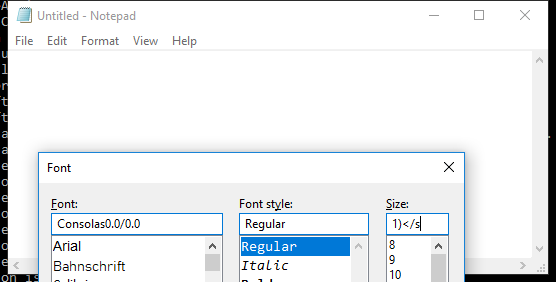 Untitled - Notepad
File Edit Format View Help
Font
Font: Font style: Size:
Consolas0.0/0.0 Regular 1)</s
Arial Regular 8
Bahnschrift Italic 9
10